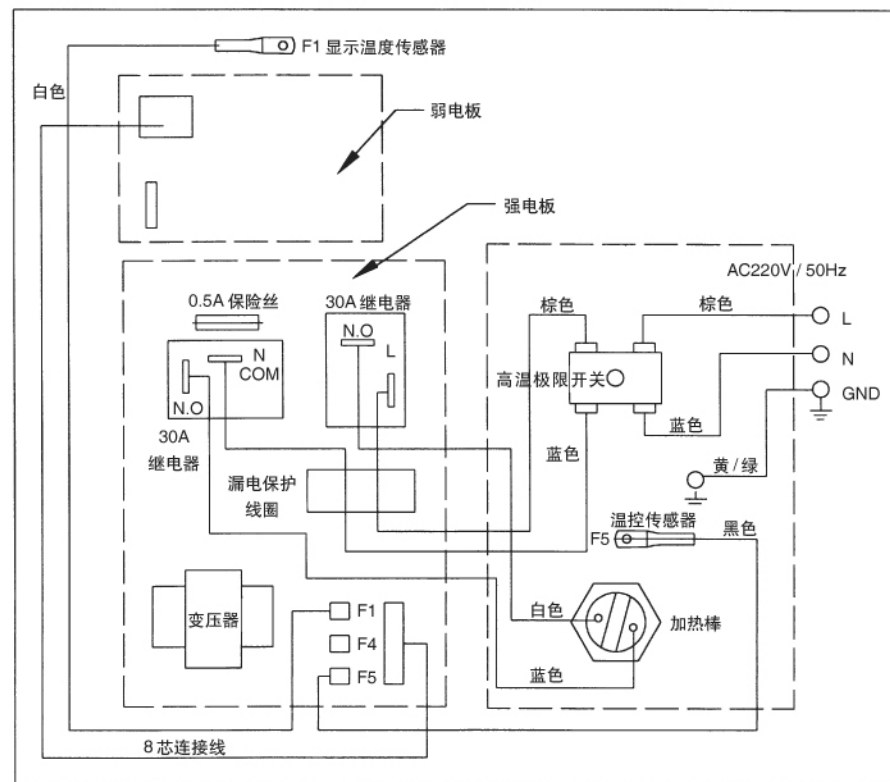 F1 显示温度传感器
白色
弱电板
强电板
AC220V / 50Hz
0.5A 保险丝
30A 继电器
棕色
棕色
L
N.O
L
N
COM
N
高温极限开关
N.O
GND
蓝色
30A
继电器
蓝色
黄 / 绿
漏电保护
线圈
温控传感器
F5
黑色
变压器
F1
白色
加热棒
F4
F5
蓝色
8 芯连接线